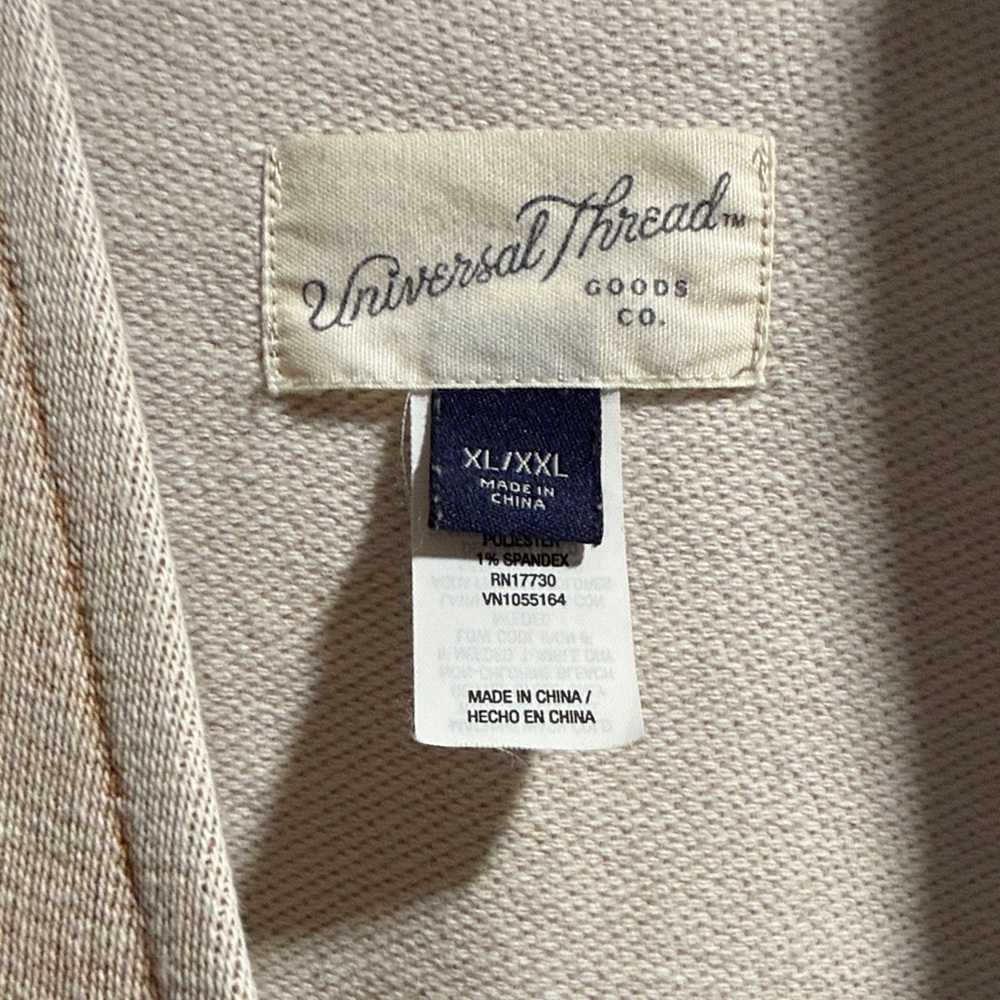 Universal Thread™
GOODS
CO.
XL/XXL
MADE IN
CHINA
POLIESTER
1% SPANDEX
RN17730
VN1055164
MADE IN CHINA /
HECHO EN CHINA